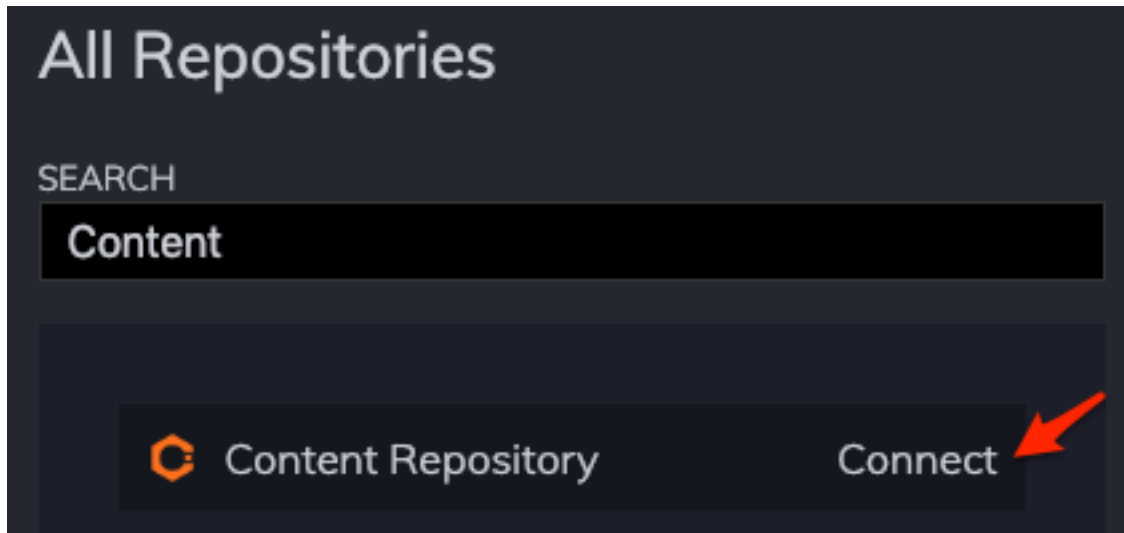 All Repositories
SEARCH
Content
Content Repository Connect